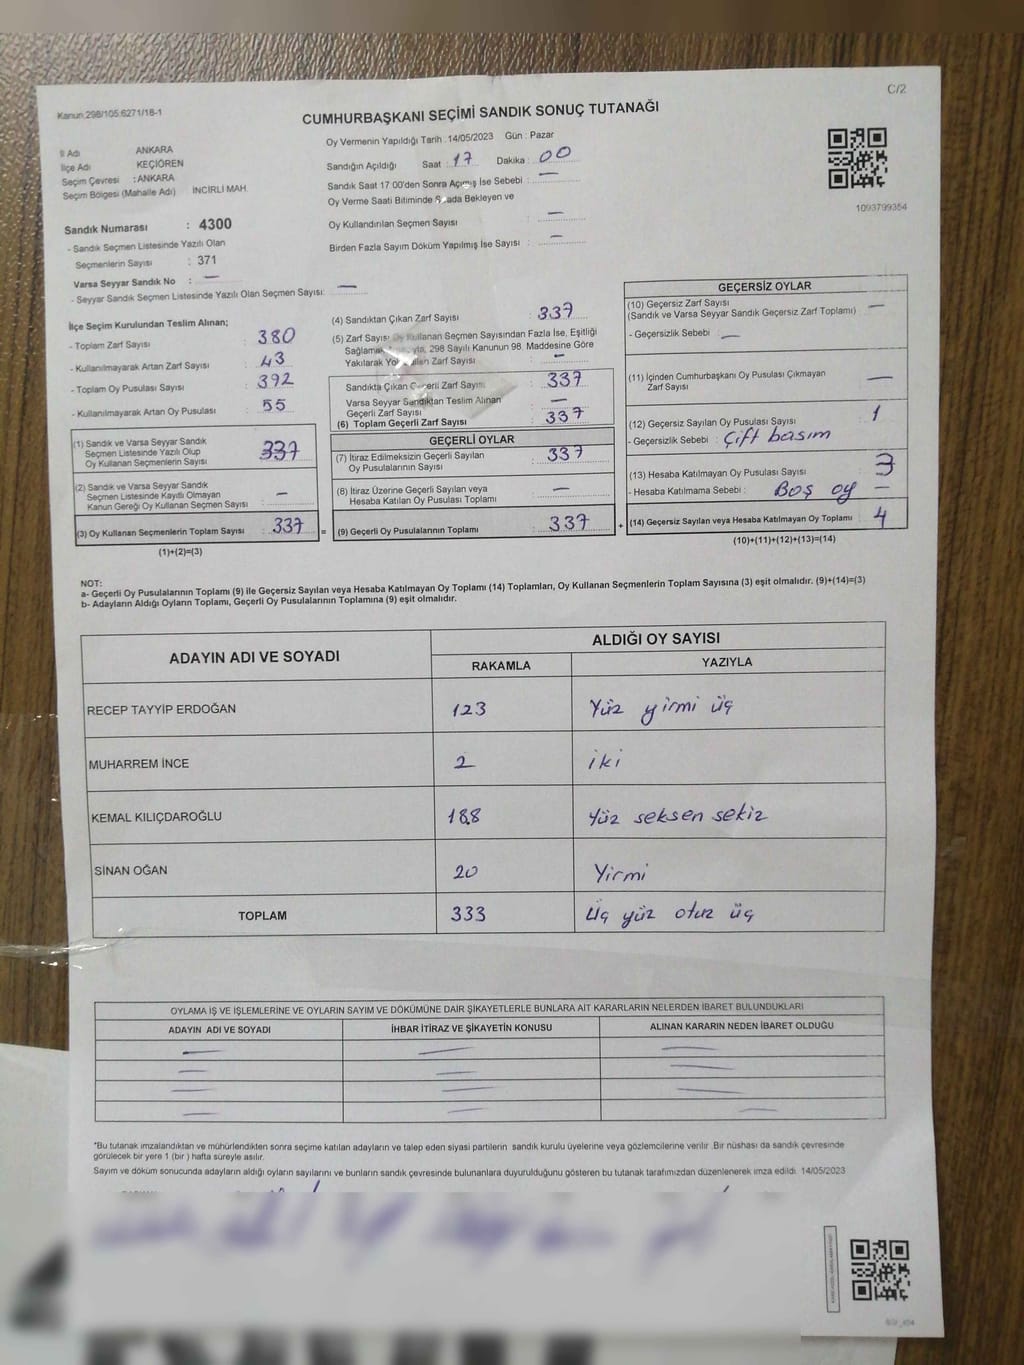 C/2
Kanun:298/105,6271/16-1
CUMHURBAŞKANI SEÇİMİ SANDIK SONUÇ TUTANAĞI
İl Adı ANKARA
İlçe Adı KEÇİÖREN
Seçim Çevresi : ANKARA
Seçim Bölgesi (Mahalle Adı) İNCİRLİ MAH.
Sandık Numarası : 4300
- Sandık Seçmen Listesinde Yazılı Olan
Seçmenlerin Sayısı : 371
Varsa Seyyar Sandık No : —
- Seyyar Sandık Seçmen Listesinde Yazılı Olan Seçmen Sayısı: —
Oy Vermenin Yapıldığı Tarih : 14/05/2023 Gün : Pazar
Sandığın Açıldığı Saat : 17 Dakika : 00
Sandık Saat 17.00'den Sonra Açılmış İse Sebebi : —
Oy Verme Saati Bitiminde Sırada Bekleyen ve
Oy Kullandırılan Seçmen Sayısı —
Birden Fazla Sayım Döküm Yapılmış İse Sayısı : —
1093799354
İlçe Seçim Kurulundan Teslim Alınan;
- Toplam Zarf Sayısı : 380
- Kullanılmayarak Artan Zarf Sayısı : 43
- Toplam Oy Pusulası Sayısı : 392
- Kullanılmayarak Artan Oy Pusulası : 55
(1) Sandık ve Varsa Seyyar Sandık
Seçmen Listesinde Yazılı Olup
Oy Kullanan Seçmenlerin Sayısı 337
(2) Sandık ve Varsa Seyyar Sandık
Seçmen Listesinde Kayıtlı Olmayan
Kanun Gereği Oy Kullanan Seçmen Sayısı : —
(3) Oy Kullanan Seçmenlerin Toplam Sayısı : 337 =
(1)+(2)=(3)
(4) Sandıktan Çıkan Zarf Sayısı : 337
(5) Zarf Sayısı Oy Kullanan Seçmen Sayısından Fazla İse, Eşitliği
Sağlamak 298 Sayılı Kanunun 98. Maddesine Göre
Yakılarak Zarf Sayısı : —
Sandıkta Çıkan Geçerli Zarf Sayısı 337
Varsa Seyyar Sandıktan Teslim Alınan
Geçerli Zarf Sayısı : —
(6) Toplam Geçerli Zarf Sayısı : 337
GEÇERLİ OYLAR
(7) İtiraz Edilmeksizin Geçerli Sayılan
Oy Pusulalarının Sayısı : 337
(8) İtiraz Üzerine Geçerli Sayılan veya
Hesaba Katılan Oy Pusulası Toplamı : —
(9) Geçerli Oy Pusulalarının Toplamı : 337 +
GEÇERSİZ OYLAR
(10) Geçersiz Zarf Sayısı
(Sandık ve Varsa Seyyar Sandık Geçersiz Zarf Toplamı) —
- Geçersizlik Sebebi : —
(11) İçinden Cumhurbaşkanı Oy Pusulası Çıkmayan
Zarf Sayısı —
(12) Geçersiz Sayılan Oy Pusulası Sayısı 1
- Geçersizlik Sebebi : Çift basım
(13) Hesaba Katılmayan Oy Pusulası Sayısı 3
- Hesaba Katılmama Sebebi : Boş oy —
(14) Geçersiz Sayılan veya Hesaba Katılmayan Oy Toplamı : 4
(10)+(11)+(12)+(13)=(14)
NOT:
a- Geçerli Oy Pusulalarının Toplamı (9) ile Geçersiz Sayılan veya Hesaba Katılmayan Oy Toplamı (14) Toplamları, Oy Kullanan Seçmenlerin Toplam Sayısına (3) eşit olmalıdır. (9)+(14)=(3)
b- Adayların Aldığı Oyların Toplamı, Geçerli Oy Pusulalarının Toplamına (9) eşit olmalıdır.
ADAYIN ADI VE SOYADI ALDIĞI OY SAYISI
RAKAMLA YAZIYLA
RECEP TAYYİP ERDOĞAN 123 Yüz yirmi üç
MUHARREM İNCE 2 iki
KEMAL KILIÇDAROĞLU 188 Yüz seksen sekiz
SİNAN OĞAN 20 Yirmi
TOPLAM 333 Üç yüz otuz üç
OYLAMA İŞ VE İŞLEMLERİNE VE OYLARIN SAYIM VE DÖKÜMÜNE DAİR ŞİKAYETLERLE BUNLARA AİT KARARLARIN NELERDEN İBARET BULUNDUKLARI
ADAYIN ADI VE SOYADI İHBAR İTİRAZ VE ŞİKAYETİN KONUSU ALINAN KARARIN NEDEN İBARET OLDUĞU
— — —
— — —
— — —
— — —
*Bu tutanak imzalandıktan ve mühürlendikten sonra seçime katılan adayların ve talep eden siyasi partilerin sandık kurulu üyelerine veya gözlemcilerine verilir. Bir nüshası da sandık çevresinde
görülecek bir yere 1 (bir) hafta süreyle asılır.
Sayım ve döküm sonucunda adayların aldığı oyların sayılarını ve bunların sandık çevresinde bulunanlara duyurulduğunu gösteren bu tutanak tarafımızdan düzenlenerek imza edildi. 14/05/2023